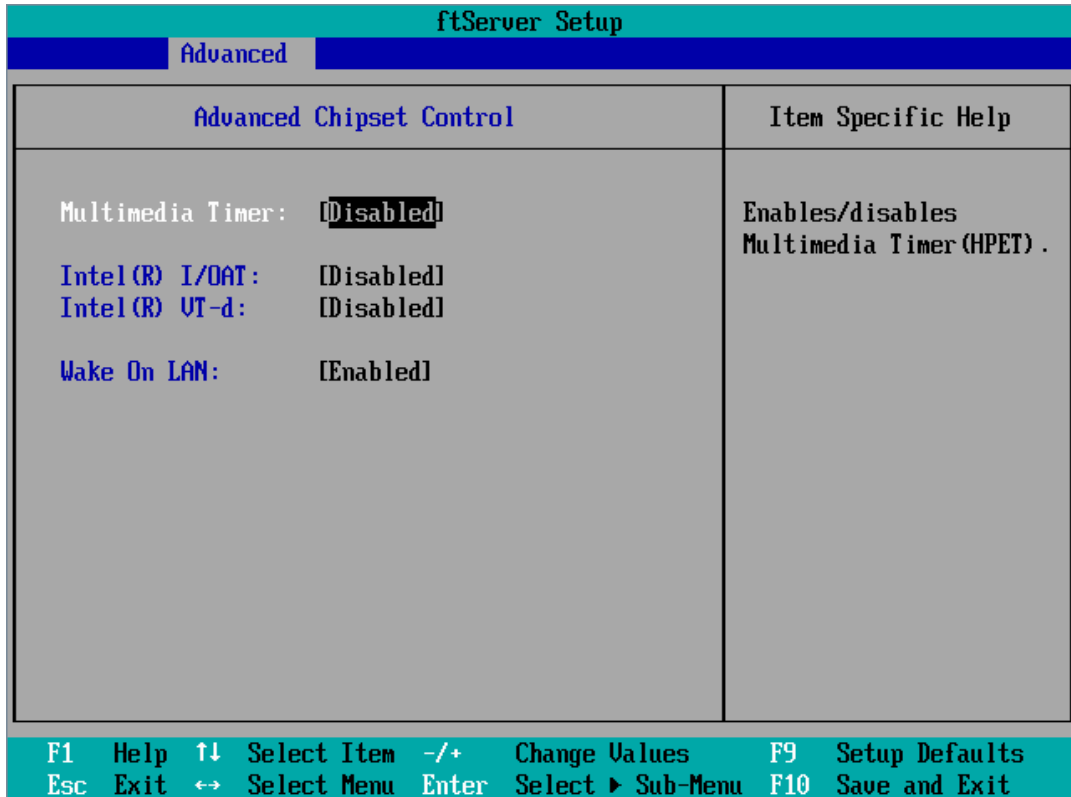 ftServer Setup
Advanced
Advanced Chipset Control
Item Specific Help
Multimedia Timer: [Disabled]
Enables/disables
Multimedia Timer(HPET).
Intel(R) I/OAT: [Disabled]
Intel(R) VT-d: [Disabled]
Wake On LAN: [Enabled]
F1 Help ↑↓ Select Item -/+ Change Values F9 Setup Defaults
Esc Exit ↔ Select Menu Enter Select ▶ Sub-Menu F10 Save and Exit